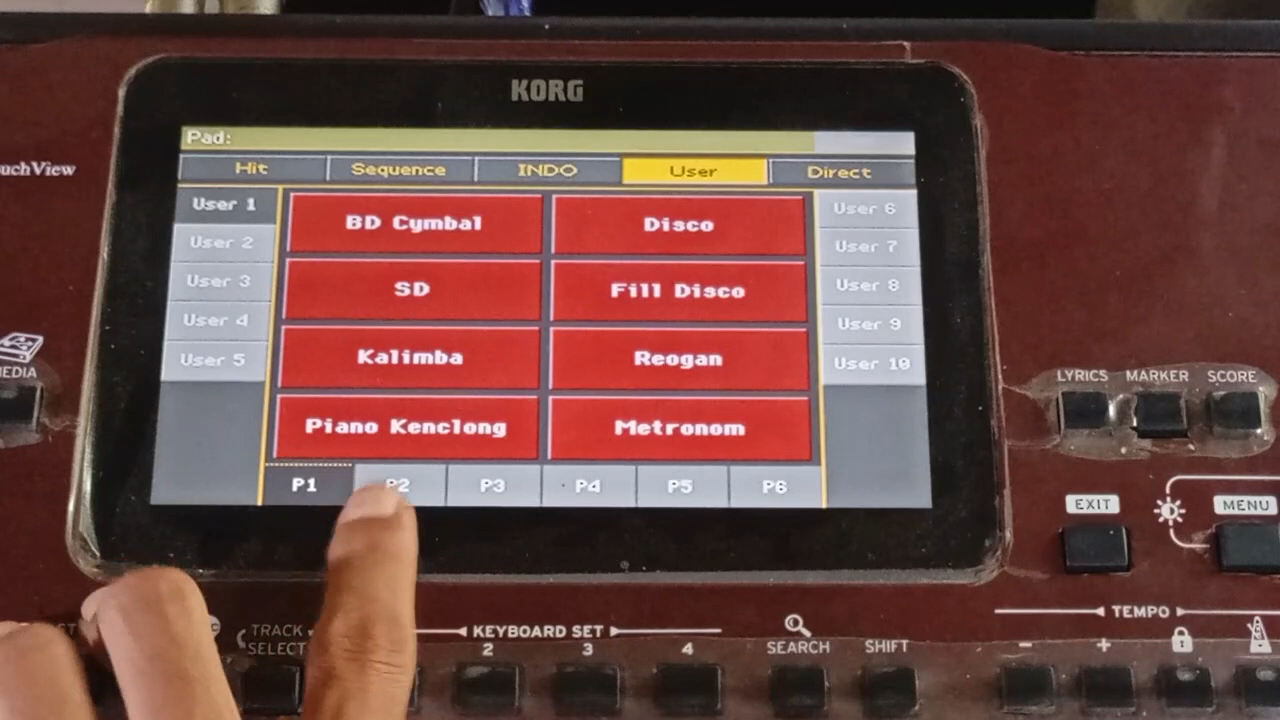 KORG
Pad:
Hit Sequence INDO User Direct
User 1 BD Cymbal Disco User 6
User 2 User 7
User 3 SD Fill Disco User 8
User 4 Kalimba Reogan User 9
User 5 User 10
Piano Kenclong Metronom
P1 P2 P3 P4 P5 P6
uchView
EDIA
LYRICS MARKER SCORE
EXIT MENU
TRACK SELECT
KEYBOARD SET
2 3 4
SEARCH SHIFT
TEMPO
- +